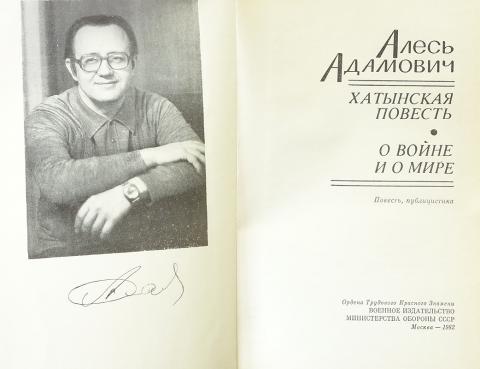 Алесь
Адамович
ХАТЫНСКАЯ
ПОВЕСТЬ
•
О ВОЙНЕ
И О МИРЕ
Повесть, публицистика
Ордена Трудового Красного Знамени
ВОЕННОЕ ИЗДАТЕЛЬСТВО
МИНИСТЕРСТВА ОБОРОНЫ СССР
Москва — 1982